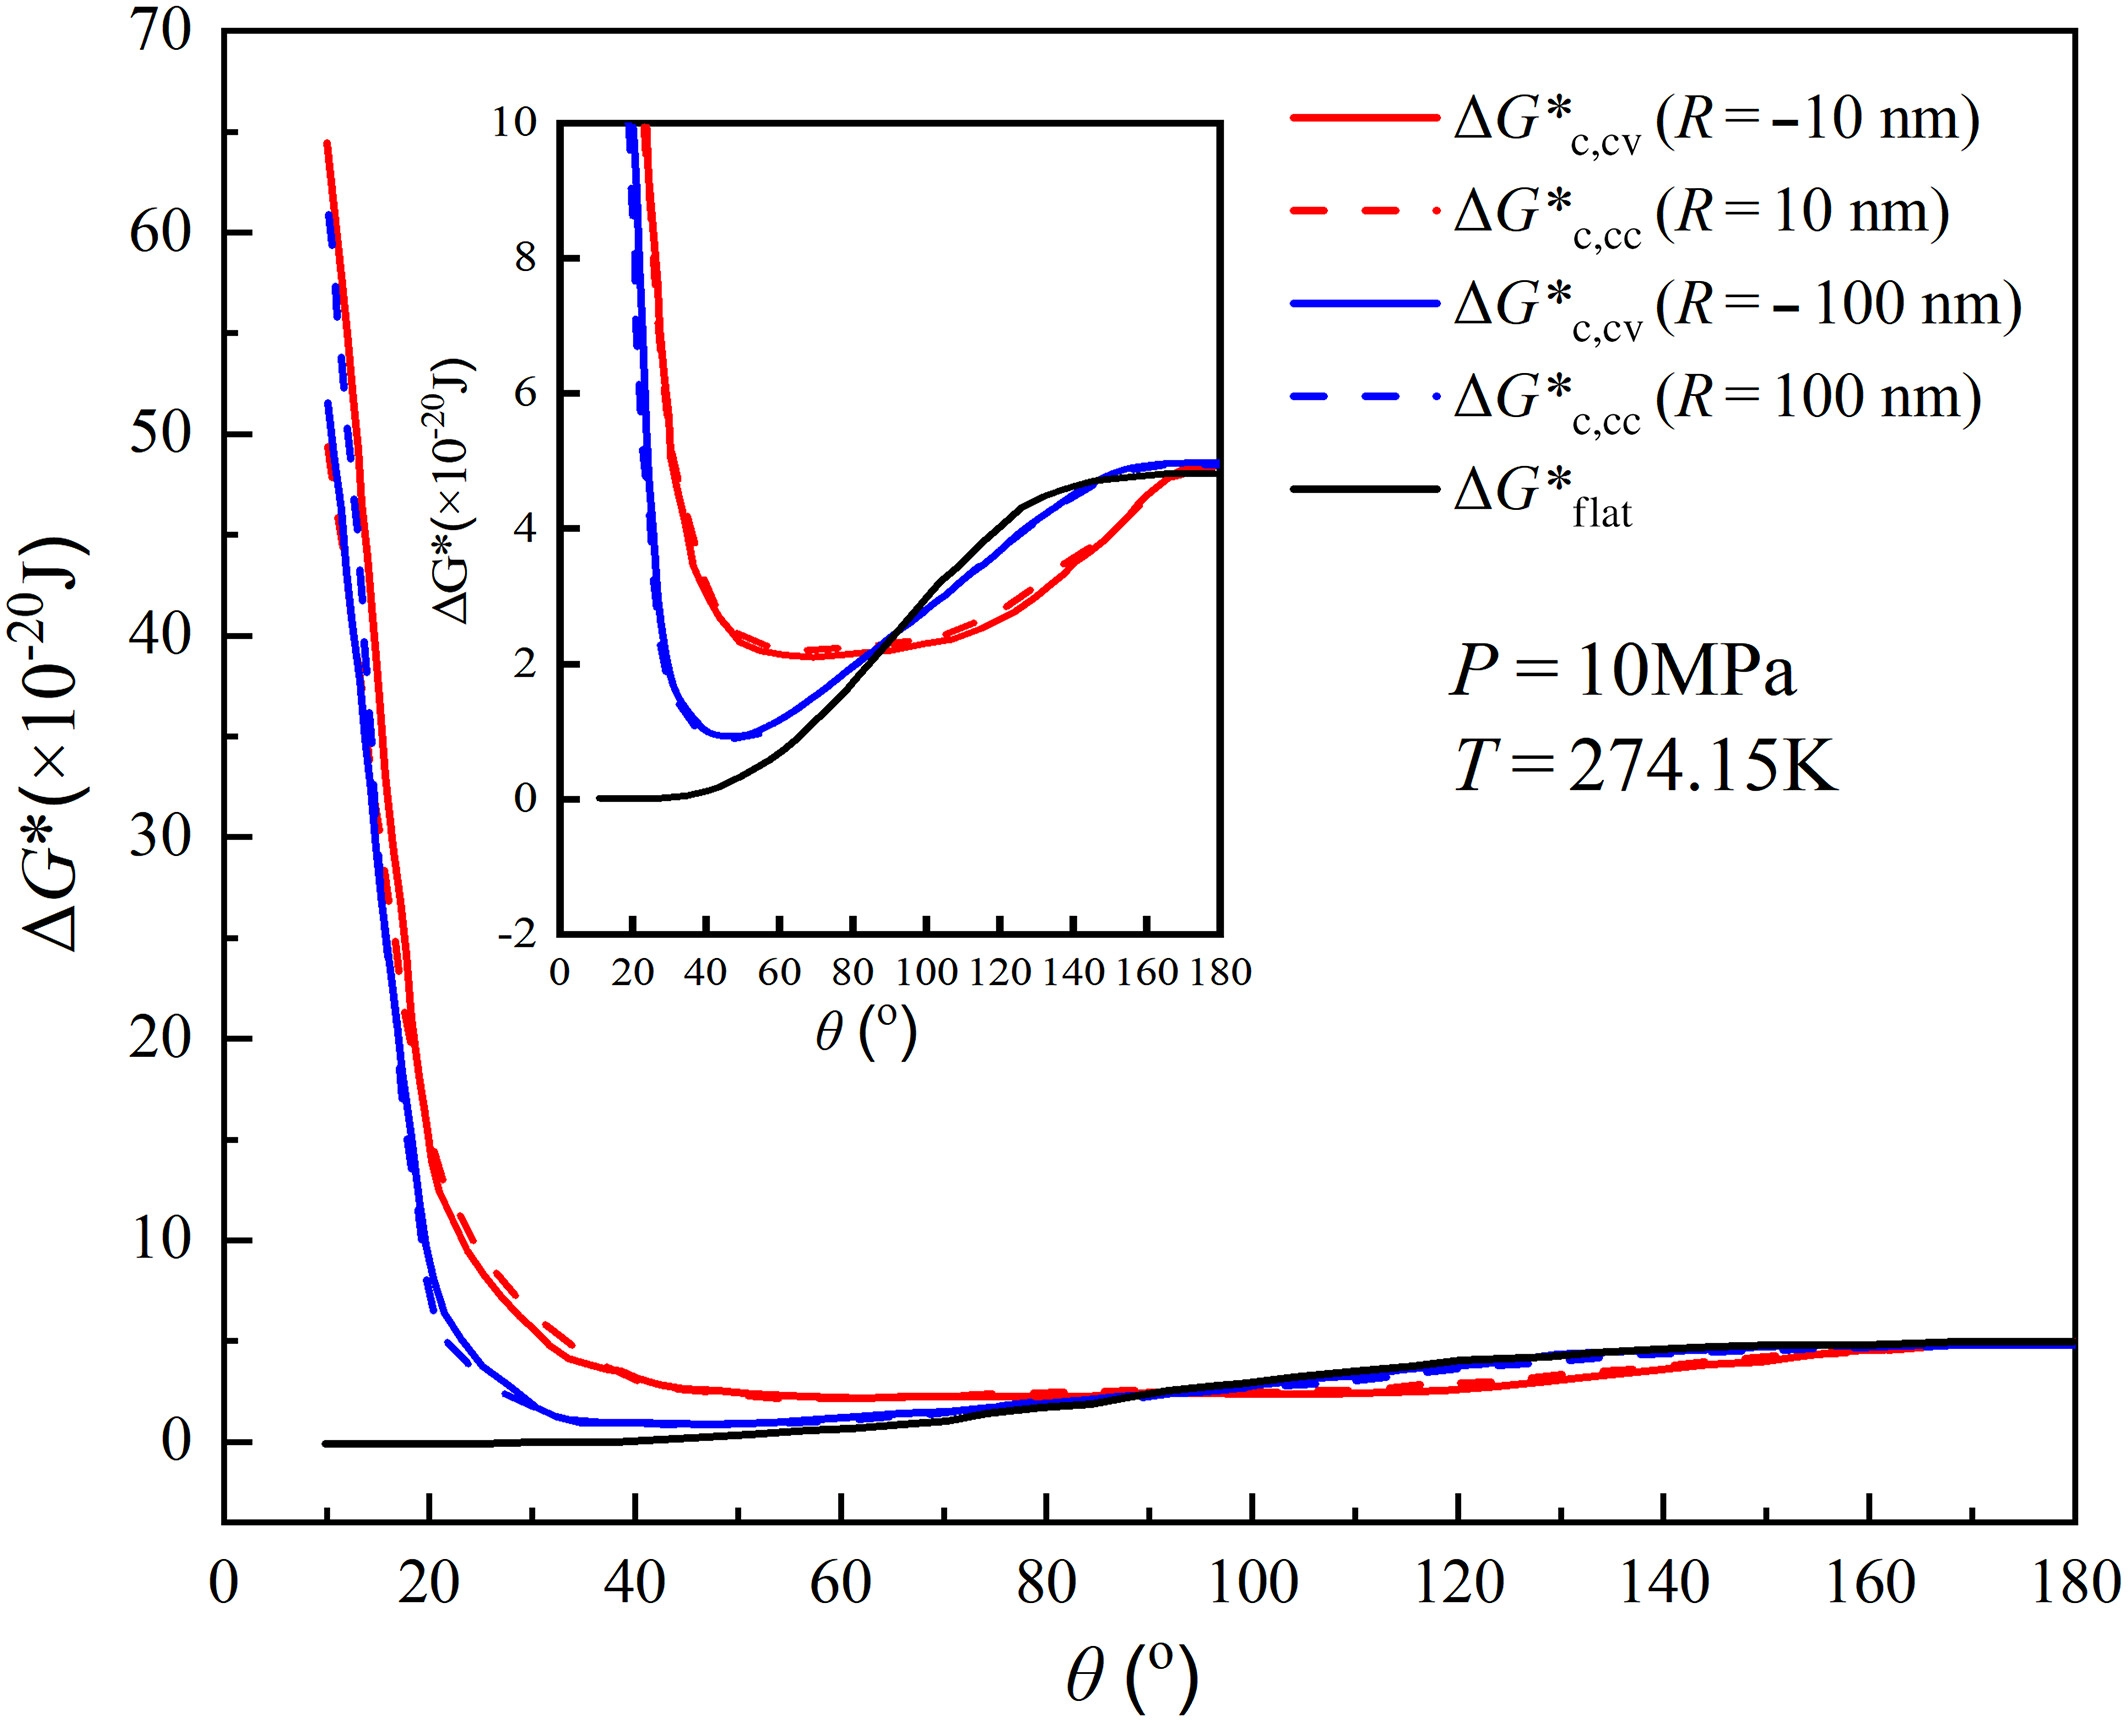 ΔG*(×10⁻²⁰J)
70
60
50
40
30
20
10
0
0 20 40 60 80 100 120 140 160 180
θ (º)
ΔG*(×10⁻²⁰J)
10
8
6
4
2
0
-2
0 20 40 60 80 100 120 140 160 180
θ (º)
ΔG*c,cv (R = –10 nm)
ΔG*c,cc (R = 10 nm)
ΔG*c,cv (R = – 100 nm)
ΔG*c,cc (R = 100 nm)
ΔG*flat
P = 10MPa
T = 274.15K